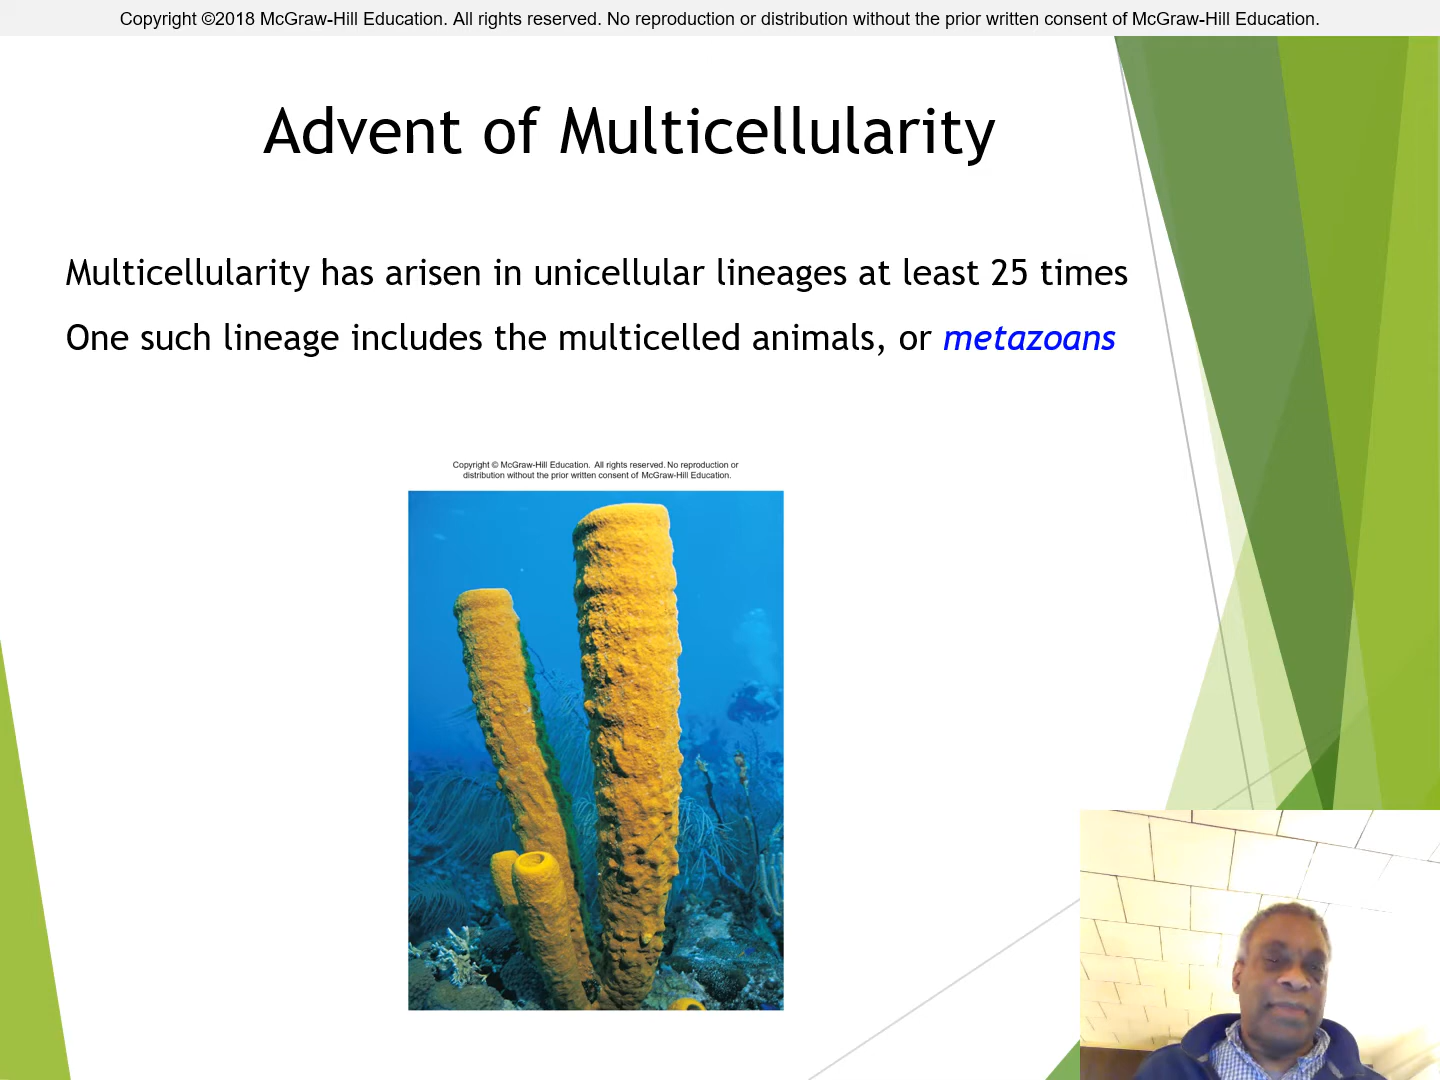 Copyright ©2018 McGraw-Hill Education. All rights reserved. No reproduction or distribution without the prior written consent of McGraw-Hill Education.
Advent of Multicellularity
Multicellularity has arisen in unicellular lineages at least 25 times
One such lineage includes the multicelled animals, or metazoans
Copyright © McGraw-Hill Education. All rights reserved. No reproduction or
distribution without the prior written consent of McGraw-Hill Education.